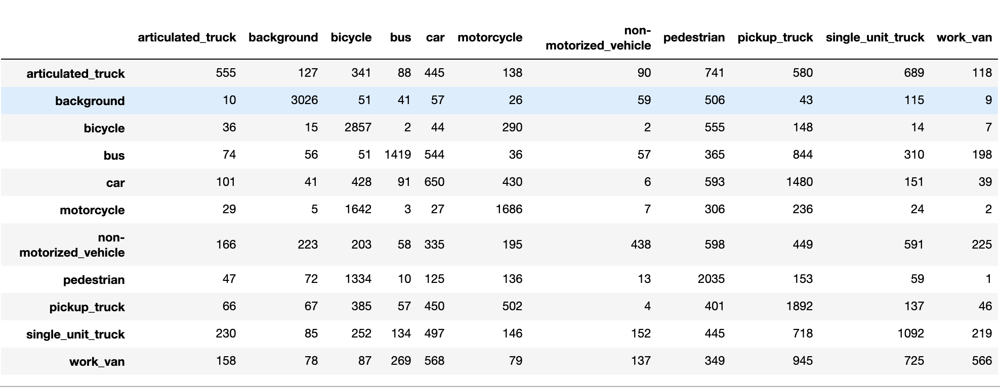 articulated_truck background bicycle bus car motorcycle non-motorized_vehicle pedestrian pickup_truck single_unit_truck work_van
articulated_truck 555 127 341 88 445 138 90 741 580 689 118
background 10 3026 51 41 57 26 59 506 43 115 9
bicycle 36 15 2857 2 44 290 2 555 148 14 7
bus 74 56 51 1419 544 36 57 365 844 310 198
car 101 41 428 91 650 430 6 593 1480 151 39
motorcycle 29 5 1642 3 27 1686 7 306 236 24 2
non-motorized_vehicle 166 223 203 58 335 195 438 598 449 591 225
pedestrian 47 72 1334 10 125 136 13 2035 153 59 1
pickup_truck 66 67 385 57 450 502 4 401 1892 137 46
single_unit_truck 230 85 252 134 497 146 152 445 718 1092 219
work_van 158 78 87 269 568 79 137 349 945 725 566